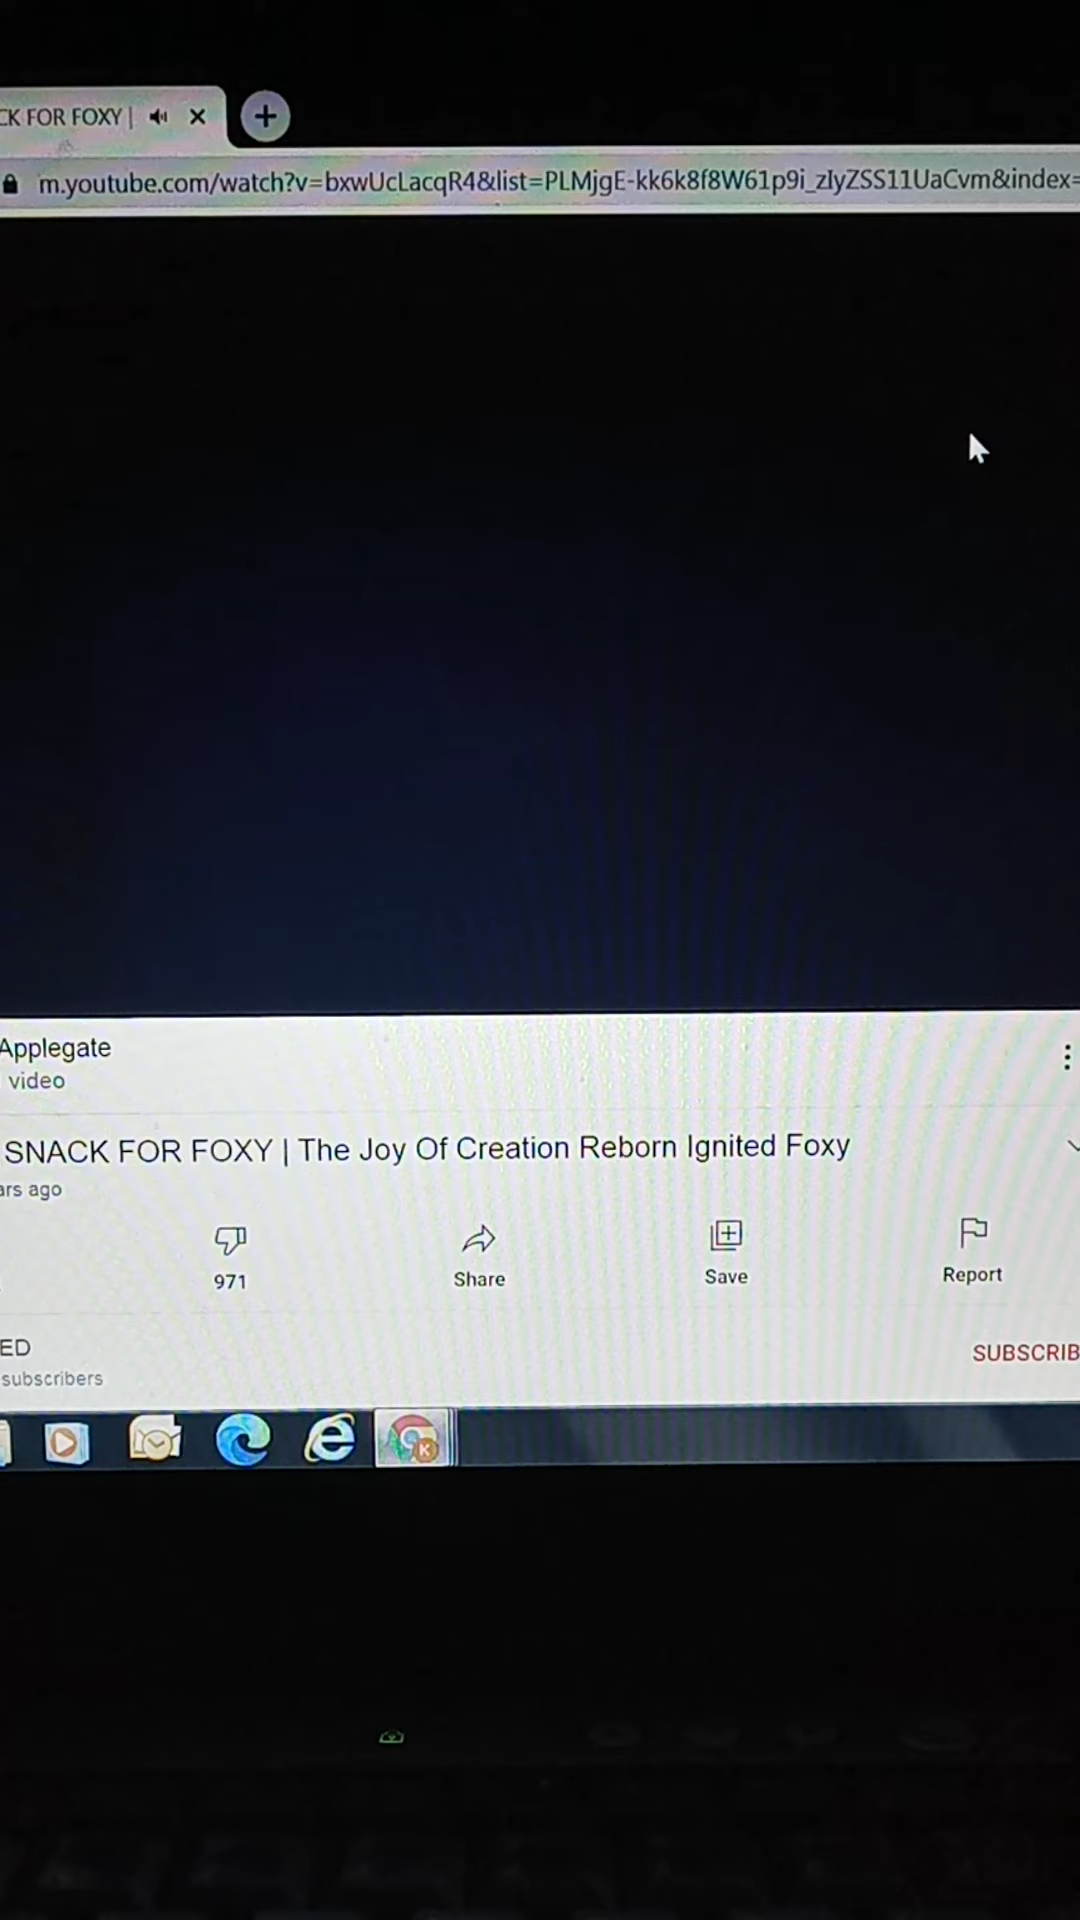 CK FOR FOXY |
m.youtube.com/watch?v=bxwUcLacqR4&list=PLMjgE-kk6k8f8W61p9i_zIyZSS11UaCvm&index=
Applegate
video
SNACK FOR FOXY | The Joy Of Creation Reborn Ignited Foxy
ars ago
971
Share
Save
Report
ED
SUBSCRIB
subscribers
K